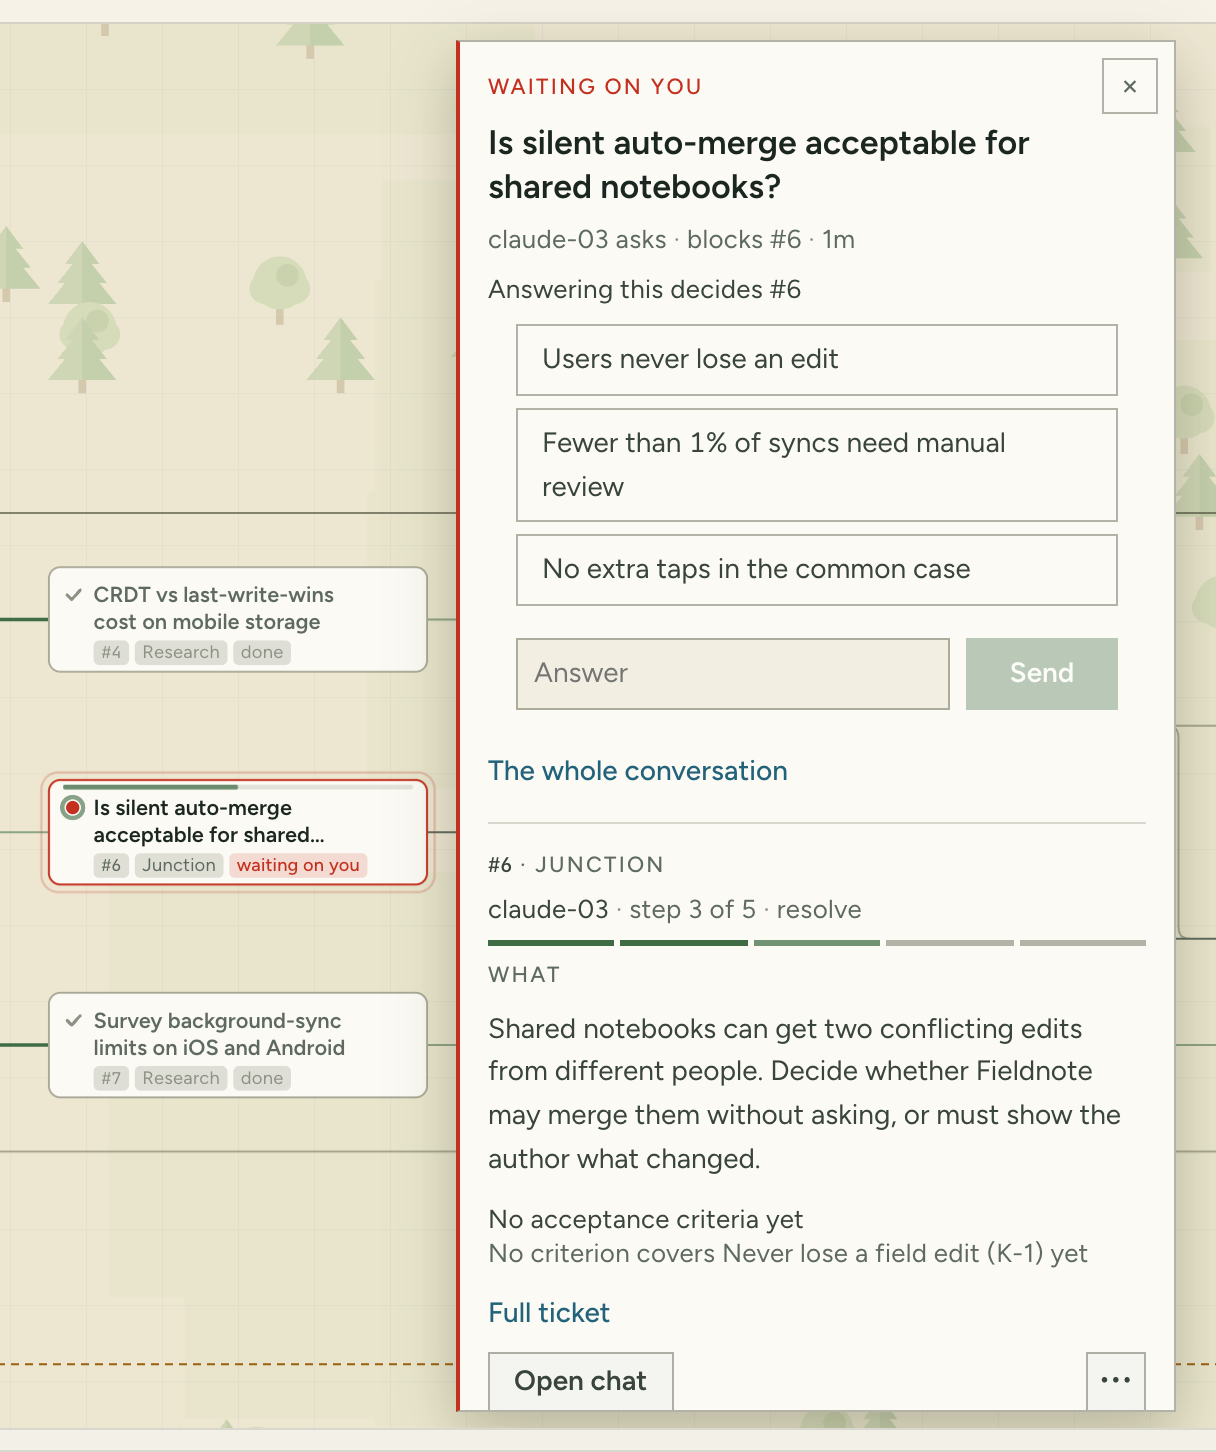 CRDT vs last-write-wins
cost on mobile storage
#4 Research done
Is silent auto-merge
acceptable for shared...
#6 Junction waiting on you
Survey background-sync
limits on iOS and Android
#7 Research done
WAITING ON YOU
×
Is silent auto-merge acceptable for
shared notebooks?
claude-03 asks · blocks #6 · 1m
Answering this decides #6
Users never lose an edit
Fewer than 1% of syncs need manual
review
No extra taps in the common case
Answer
Send
The whole conversation
#6 · JUNCTION
claude-03 · step 3 of 5 · resolve
WHAT
Shared notebooks can get two conflicting edits
from different people. Decide whether Fieldnote
may merge them without asking, or must show the
author what changed.
No acceptance criteria yet
No criterion covers Never lose a field edit (K-1) yet
Full ticket
Open chat
...